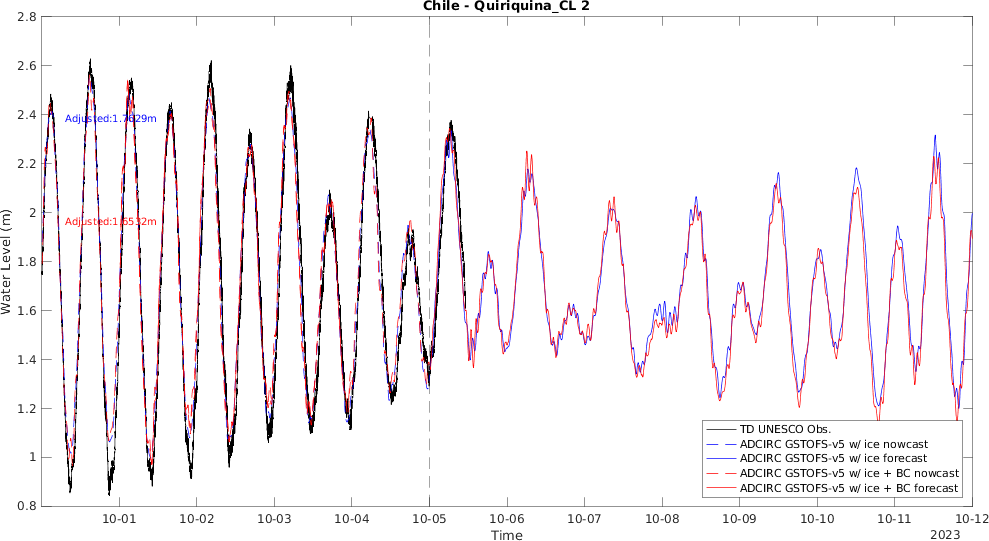 Chile - Quiriquina_CL 2
2.8
2.6
2.4
2.2
2
1.8
1.6
1.4
1.2
1
0.8
Water Level (m)
Adjusted:1.7629m
Adjusted:1.6532m
10-01
10-02
10-03
10-04
10-05
10-06
10-07
10-08
10-09
10-10
10-11
10-12
Time
2023
TD UNESCO Obs.
ADCIRC GSTOFS-v5 w/ ice nowcast
ADCIRC GSTOFS-v5 w/ ice forecast
ADCIRC GSTOFS-v5 w/ ice + BC nowcast
ADCIRC GSTOFS-v5 w/ ice + BC forecast